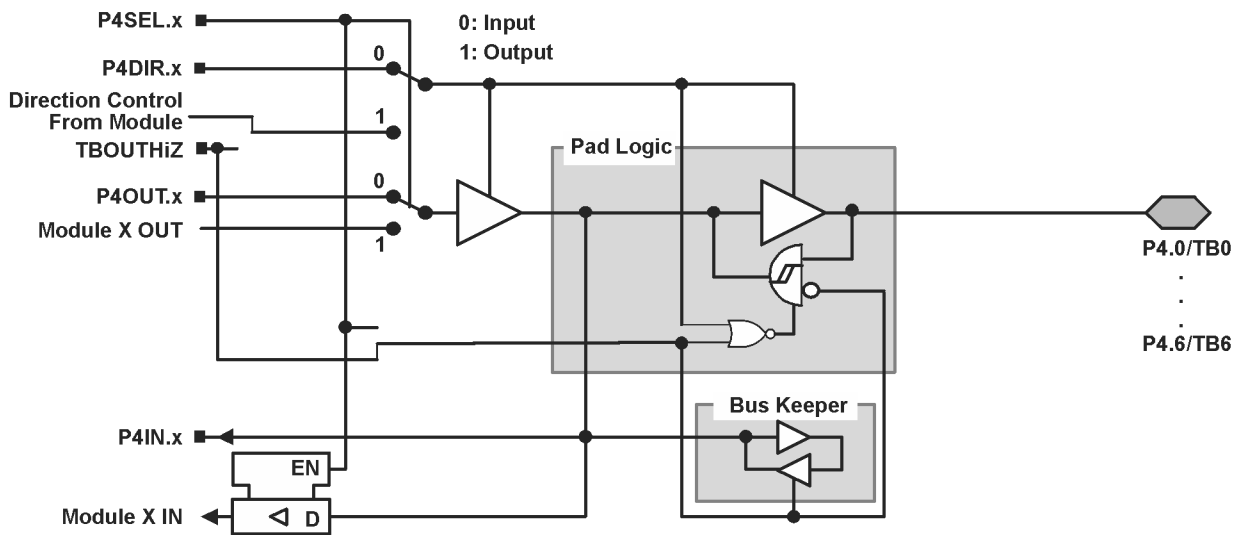 P4SEL.x
0: Input
1: Output
P4DIR.x
0
Direction Control
From Module
1
TBOUTHiZ
Pad Logic
P4OUT.x
0
Module X OUT
1
P4.0/TB0
.
.
.
P4.6/TB6
Bus Keeper
P4IN.x
EN
Module X IN
D